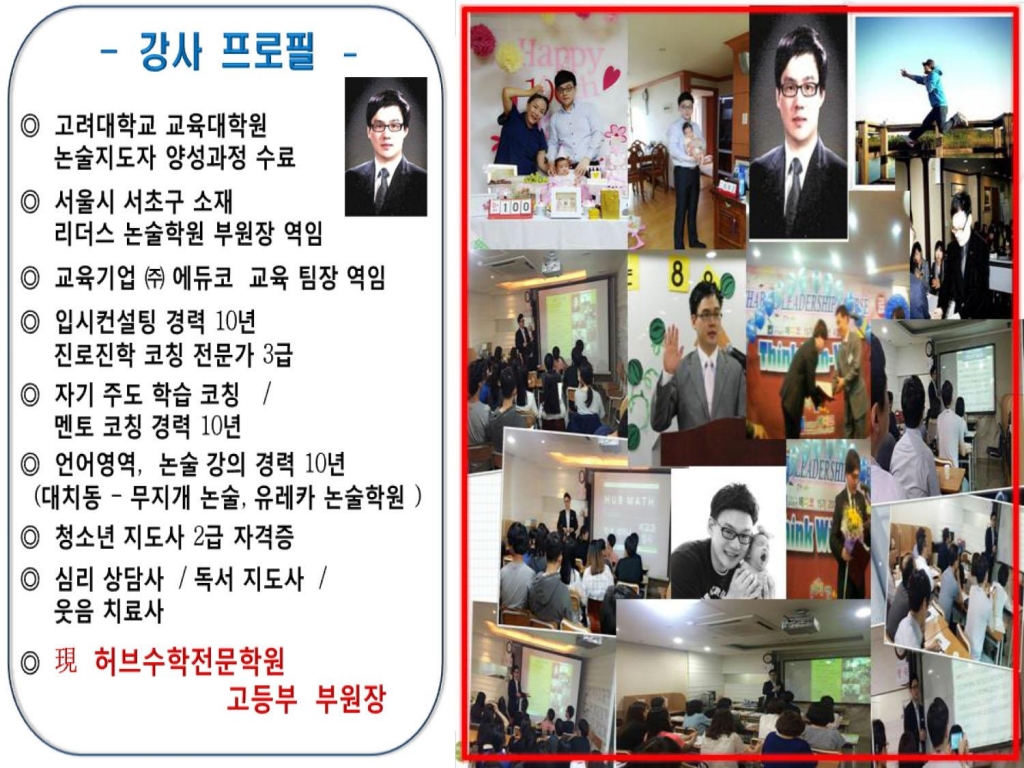 - 강사 프로필 -
◎ 고려대학교 교육대학원
논술지도자 양성과정 수료
◎ 서울시 서초구 소재
리더스 논술학원 부원장 역임
◎ 교육기업 ㈜ 에듀코 교육 팀장 역임
◎ 입시컨설팅 경력 10년
진로진학 코칭 전문가 3급
◎ 자기 주도 학습 코칭 /
멘토 코칭 경력 10년
◎ 언어영역, 논술 강의 경력 10년
(대치동 - 무지개 논술, 유레카 논술학원 )
◎ 청소년 지도사 2급 자격증
◎ 심리 상담사 / 독서 지도사 /
웃음 치료사
◎ 現 허브수학전문학원
고등부 부원장
Happy
100
8
LEADERSHIP
Think
HUB MATH
LEADERSHIP
Think W